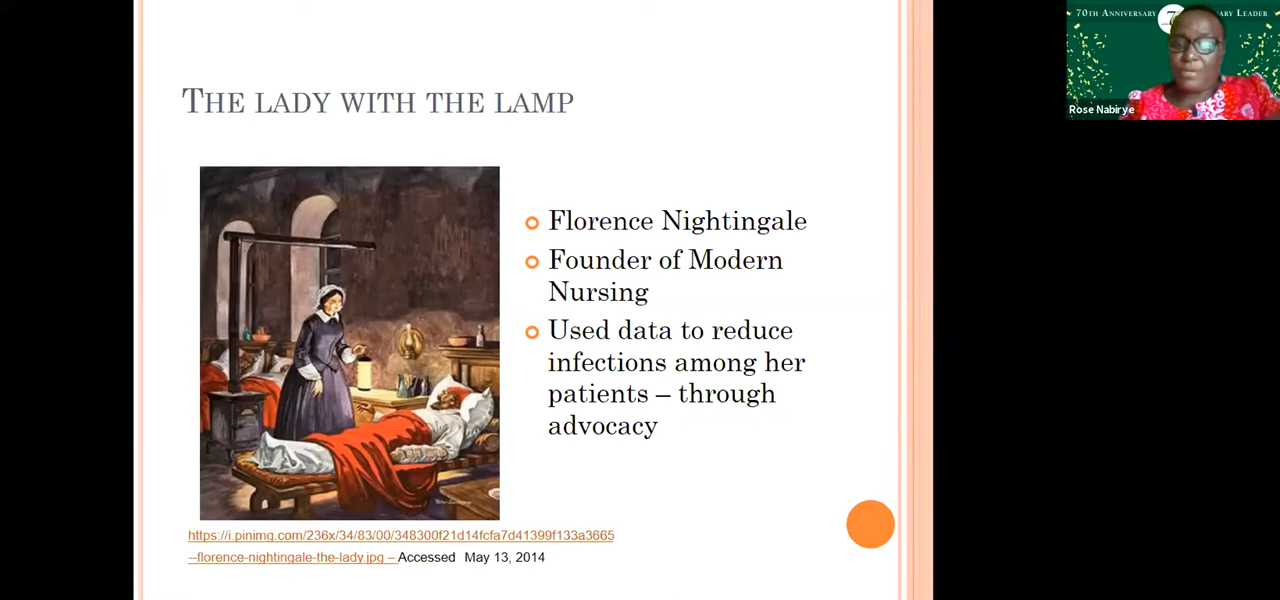 70TH ANNIVERSARY
7
ARY LEADER
Rose Nabirye
THE LADY WITH THE LAMP
Florence Nightingale
Founder of Modern
Nursing
Used data to reduce
infections among her
patients – through
advocacy
https://i.pinimg.com/236x/34/83/00/348300f21d14fcfa7d41399f133a3665
--florence-nightingale-the-lady.jpg – Accessed May 13, 2014